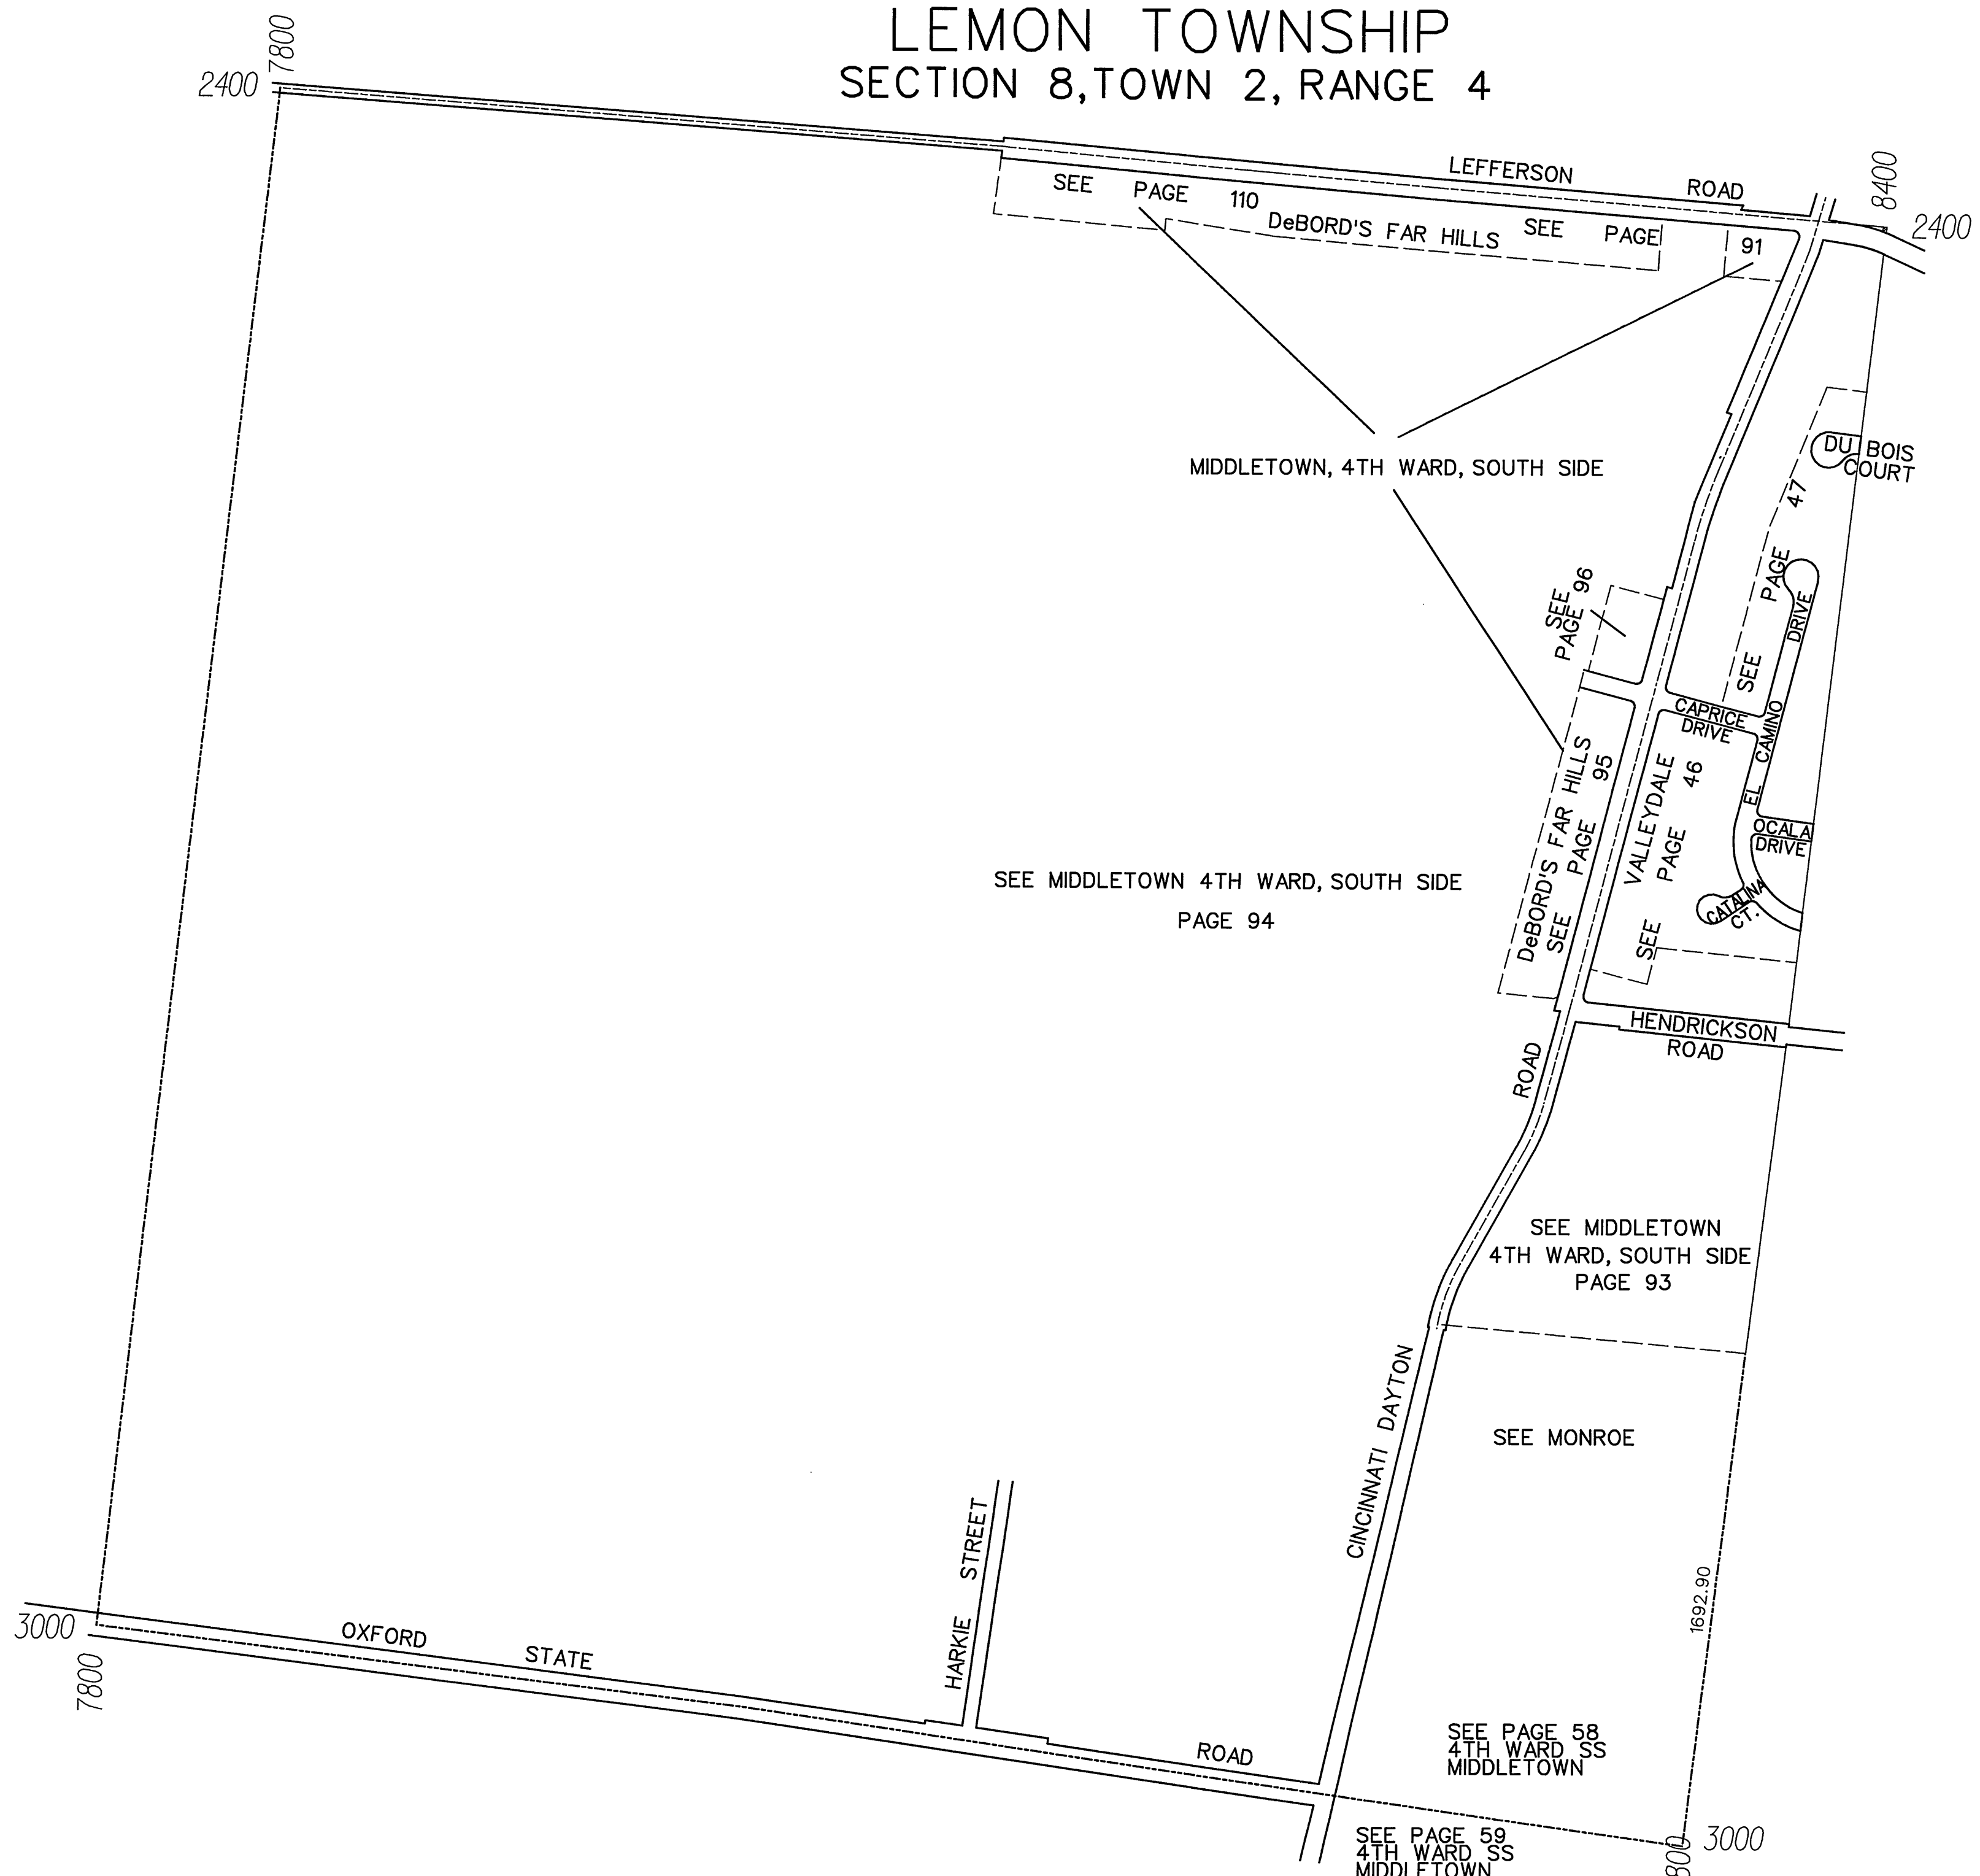 LEMON TOWNSHIP
SECTION 8, TOWN 2, RANGE 4
7800
2400
LEFFERSON ROAD
8400
2400
SEE PAGE 110
DeBORD'S FAR HILLS
SEE PAGE 91
MIDDLETOWN, 4TH WARD, SOUTH SIDE
DU BOIS
COURT
SEE PAGE 47
SEE
PAGE 96
CAPRICE
DRIVE
EL CAMINO DRIVE
DeBORD'S FAR HILLS
SEE PAGE 95
VALLEYDALE
SEE PAGE 46
OCALA
DRIVE
CATALINA
CT.
SEE MIDDLETOWN 4TH WARD, SOUTH SIDE
PAGE 94
HENDRICKSON
ROAD
CINCINNATI DAYTON ROAD
SEE MIDDLETOWN
4TH WARD, SOUTH SIDE
PAGE 93
SEE MONROE
HARKIE STREET
1692.90
3000
7800
OXFORD STATE ROAD
SEE PAGE 58
4TH WARD SS
MIDDLETOWN
SEE PAGE 59
4TH WARD SS
MIDDLETOWN
3000